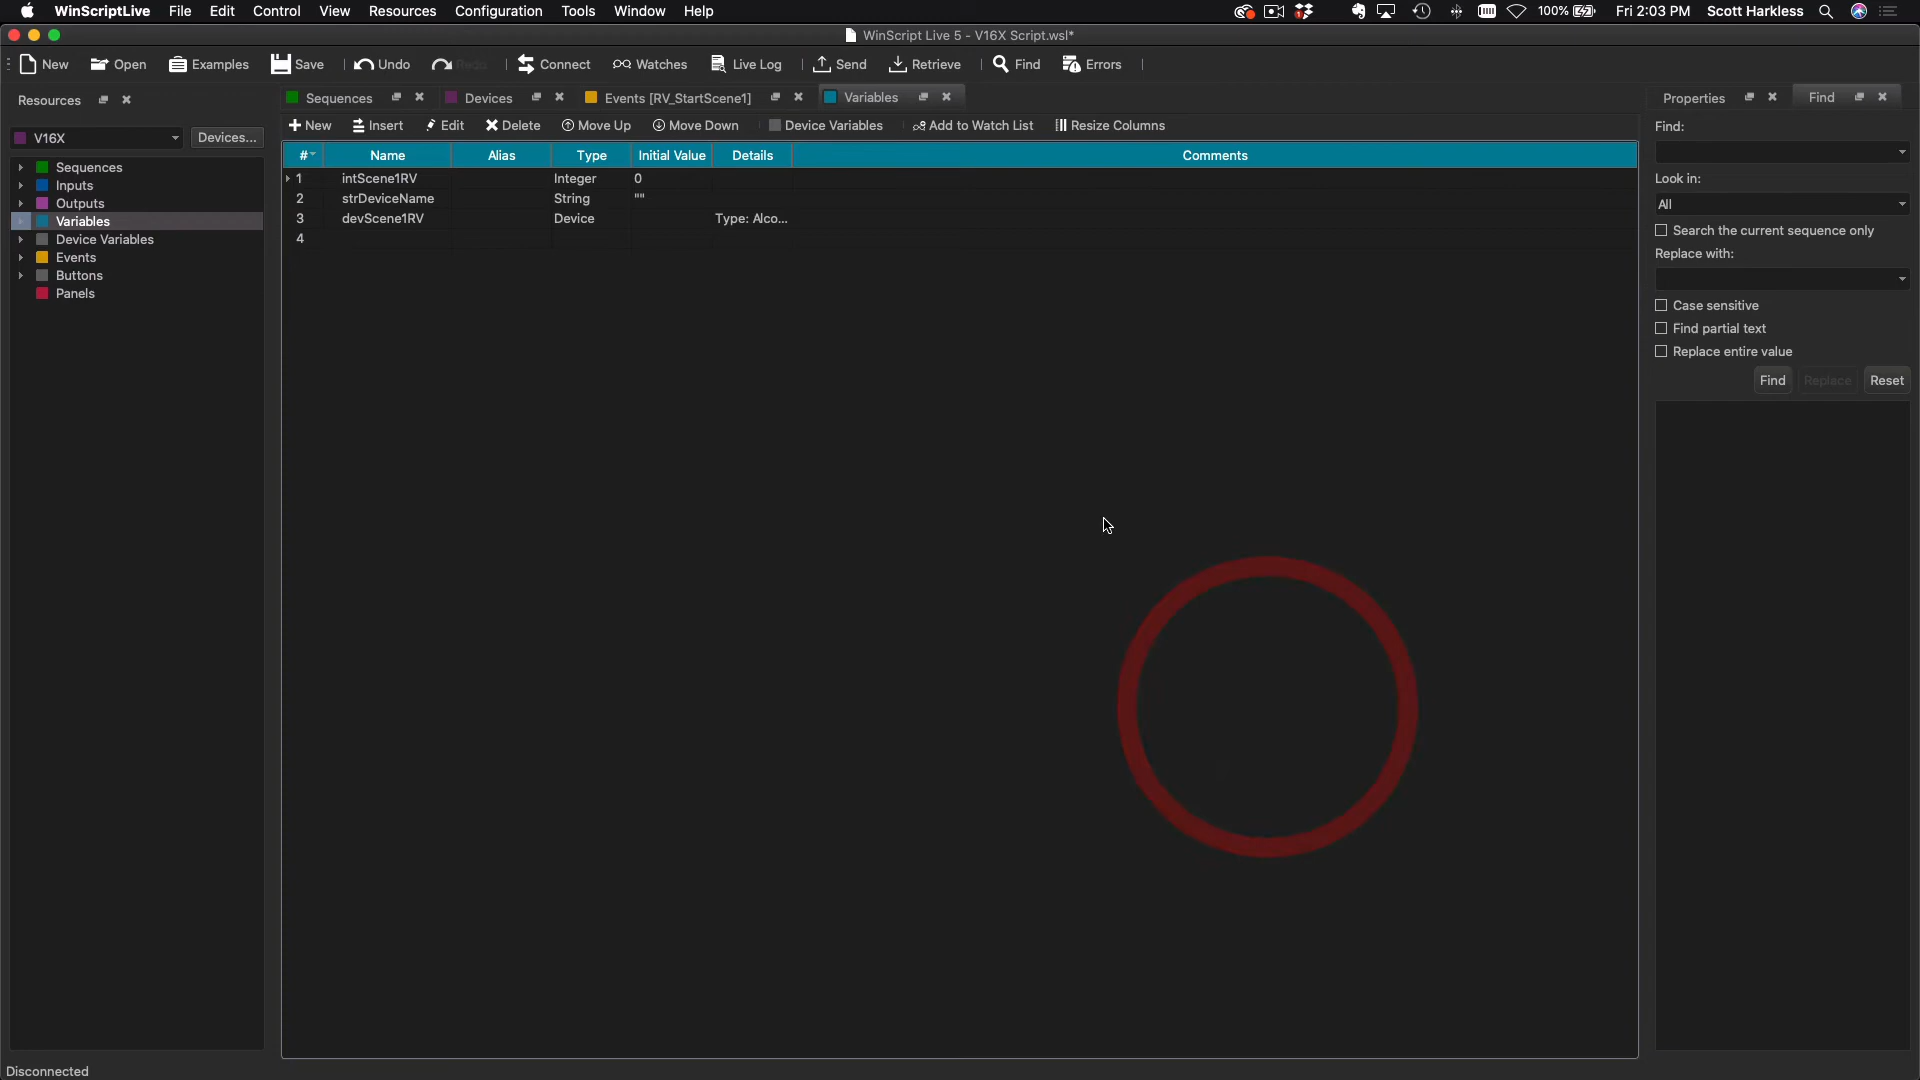 WinScriptLive File Edit Control View Resources Configuration Tools Window Help 100% Fri 2:03 PM Scott Harkless
WinScript Live 5 - V16X Script.wsl*
New Open Examples Save Undo Redo Connect Watches Live Log Send Retrieve Find Errors
Resources
Sequences Devices Events [RV_StartScene1] Variables
Properties Find
V16X Devices...
New Insert Edit Delete Move Up Move Down Device Variables Add to Watch List Resize Columns
# Name Alias Type Initial Value Details Comments
1 intScene1RV Integer 0
2 strDeviceName String ""
3 devScene1RV Device Type: Alco...
4
Sequences
Inputs
Outputs
Variables
Device Variables
Events
Buttons
Panels
Find:
Look in:
All
Search the current sequence only
Replace with:
Case sensitive
Find partial text
Replace entire value
Find Replace Reset
Disconnected